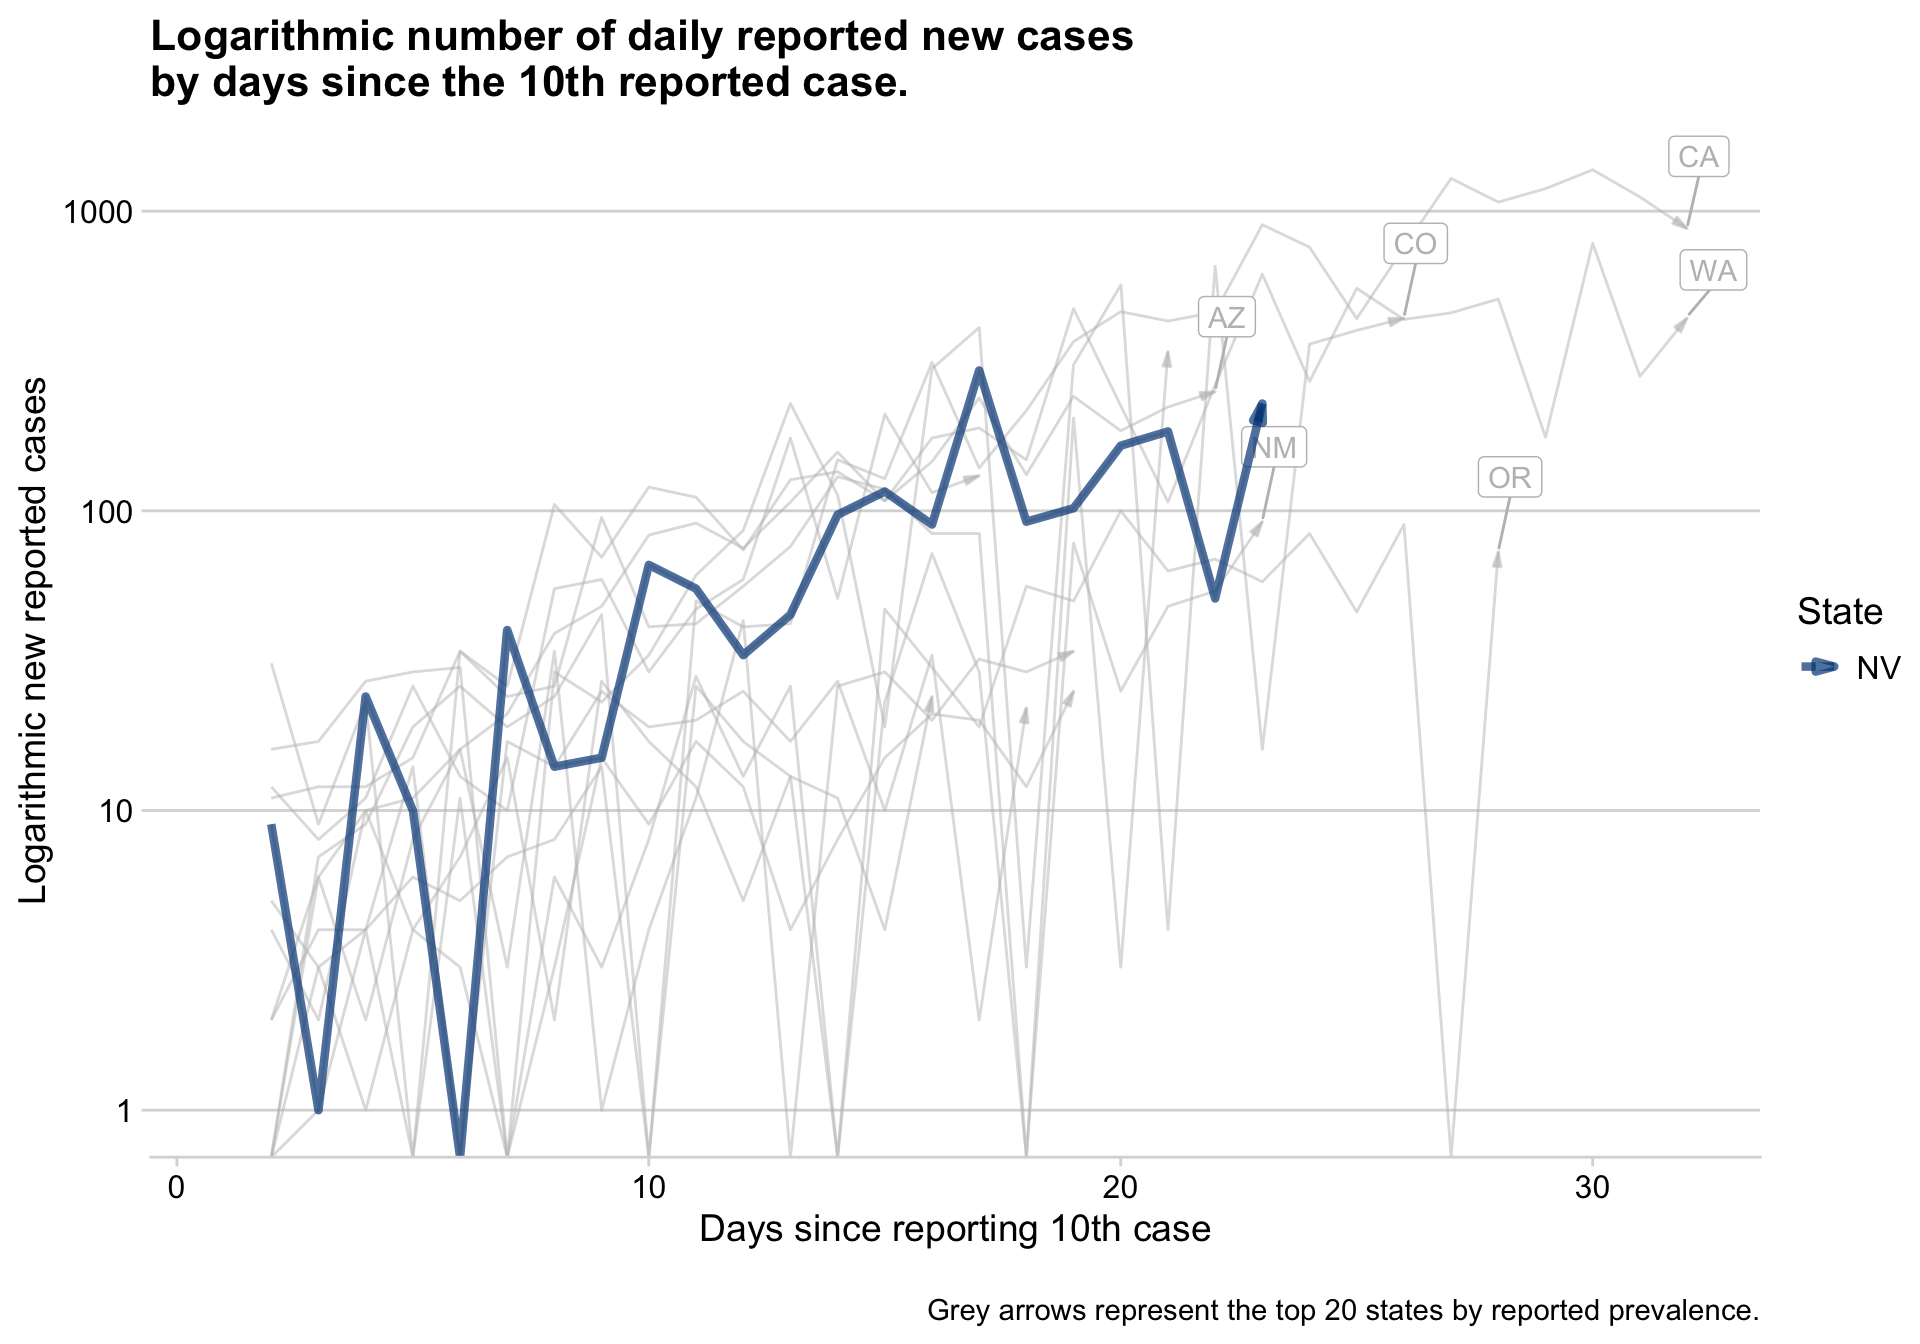 Logarithmic number of daily reported new cases
by days since the 10th reported case.
Logarithmic new reported cases
1000
100
10
1
CA
CO
WA
AZ
NM
OR
State
NV
0
10
20
30
Days since reporting 10th case
Grey arrows represent the top 20 states by reported prevalence.